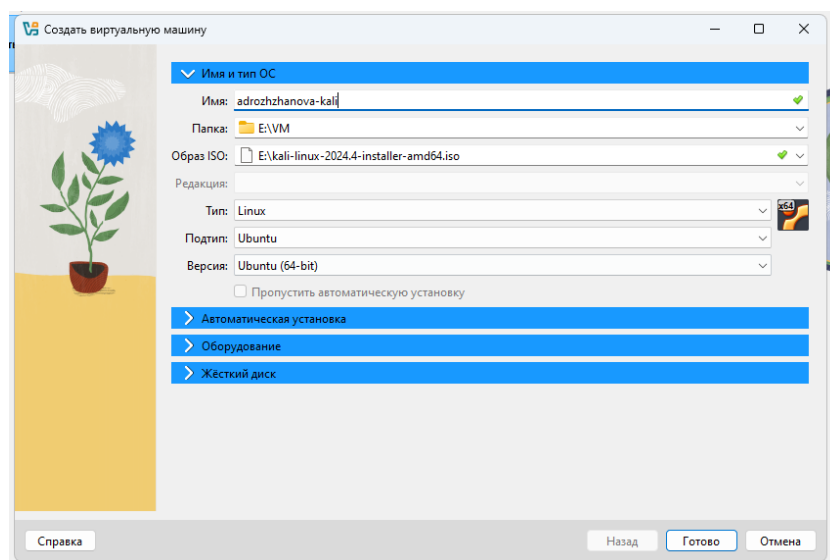 Создать виртуальную машину
Имя и тип ОС
Имя: adrozhzhanova-kali
Папка: E:\VM
Образ ISO: E:\kali-linux-2024.4-installer-amd64.iso
Редакция:
Тип: Linux
x64
Подтип: Ubuntu
Версия: Ubuntu (64-bit)
Пропустить автоматическую установку
Автоматическая установка
Оборудование
Жёсткий диск
Справка Назад Готово Отмена